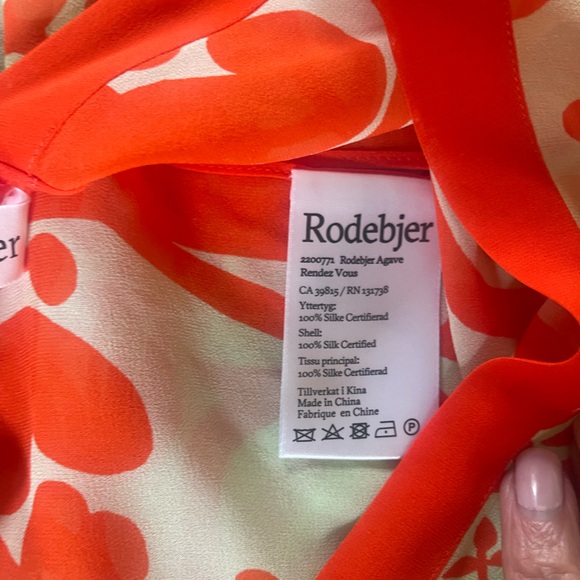 er
Rodebjer
2200771 Rodebjer Agave
Rendez Vous
CA 39815 / RN 131738
Yttertyg:
100% Silke Certifierad
Shell:
100% Silk Certified
Tissu principal:
100% Silke Certifierad
Tillverkat i Kina
Made in China
Fabrique en Chine
P